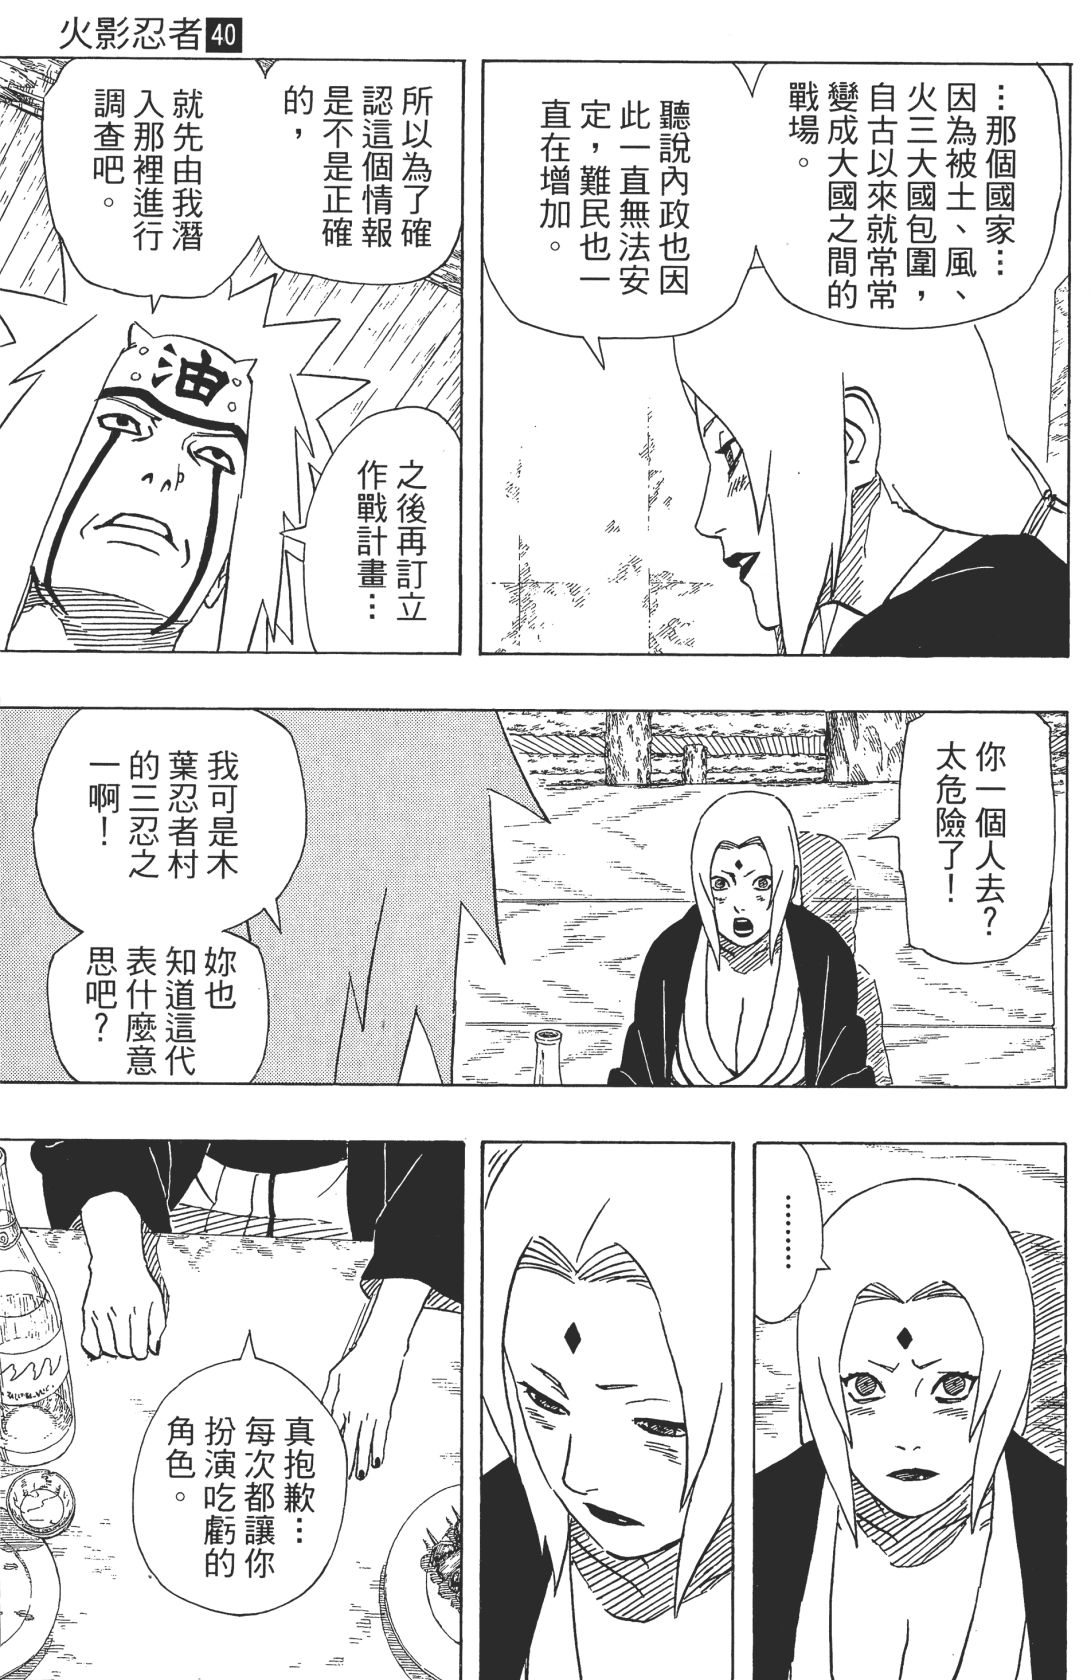 火影忍者40
…那個國家…
因為被土、風、
火三大國包圍，
自古以來就常常
變成大國之間的
戰場。
聽說內政也因
此一直無法安
定，難民也一
直在增加。
所以為了確
認這個情報
是不是正確
的，
就先由我潛
入那裡進行
調查吧。
油
之後再訂立
作戰計畫…
你一個人去？
太危險了！
我可是木
葉忍者村
的三忍之
一啊！
妳也
知道這代
表什麼意
思吧？
………
真抱歉…
每次都讓你
扮演吃虧的
角色。